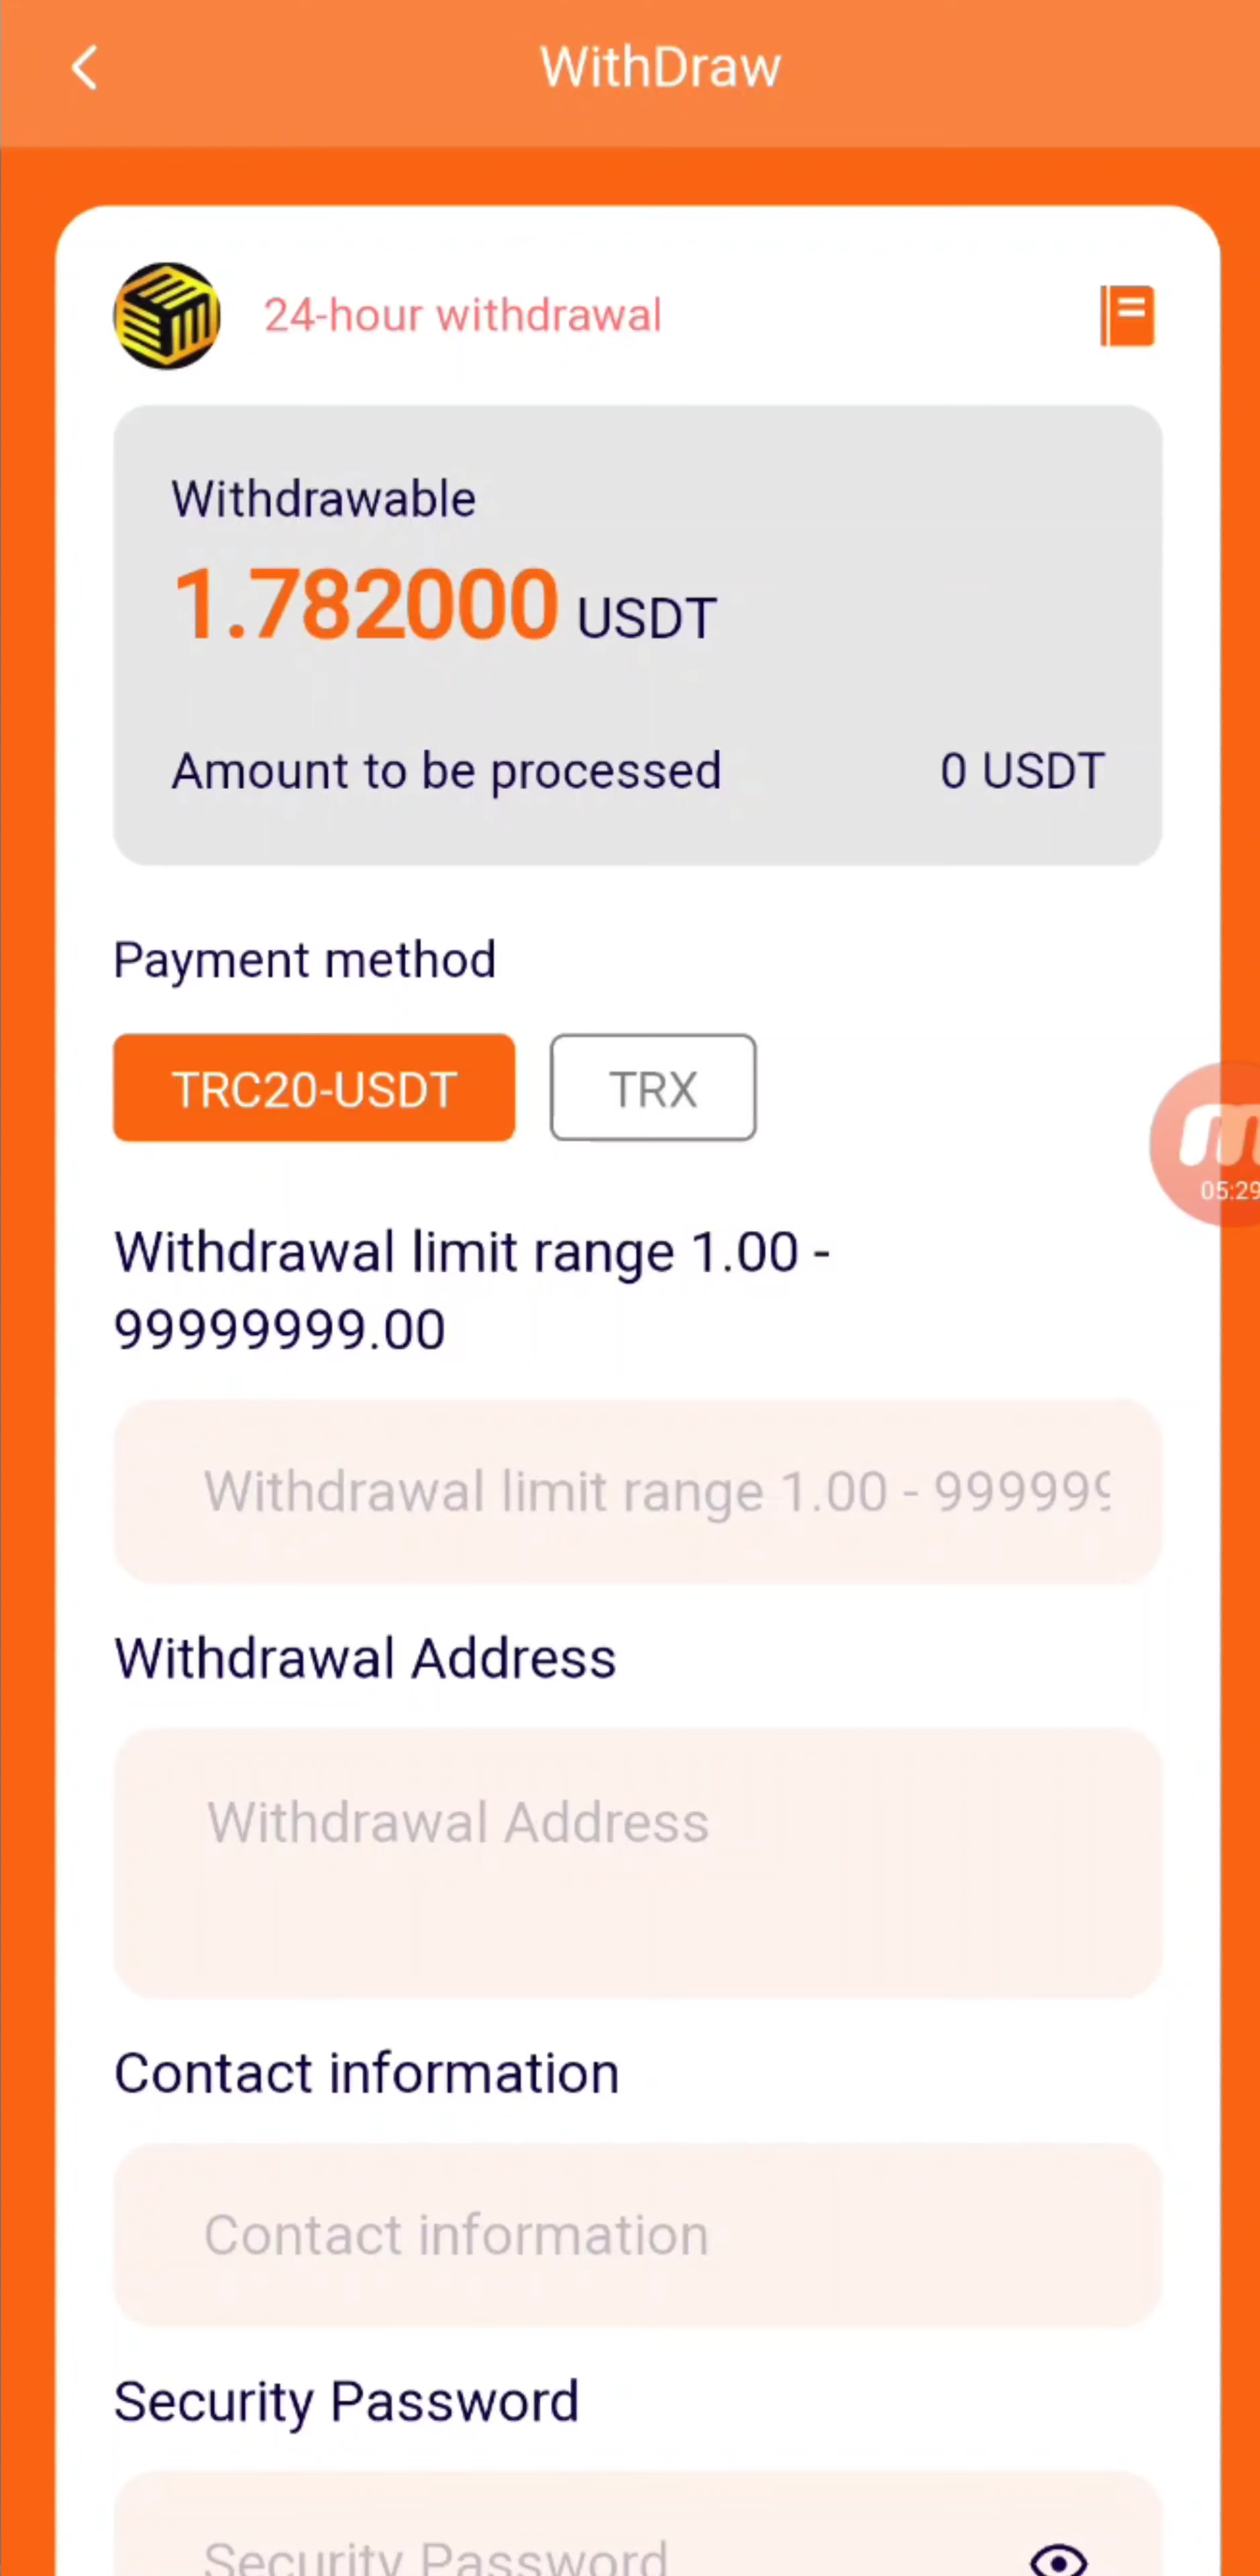 WithDraw
24-hour withdrawal
Withdrawable
1.782000 USDT
Amount to be processed 0 USDT
Payment method
TRC20-USDT TRX
05:29
Withdrawal limit range 1.00 -
99999999.00
Withdrawal limit range 1.00 - 999999
Withdrawal Address
Withdrawal Address
Contact information
Contact information
Security Password
Security Password